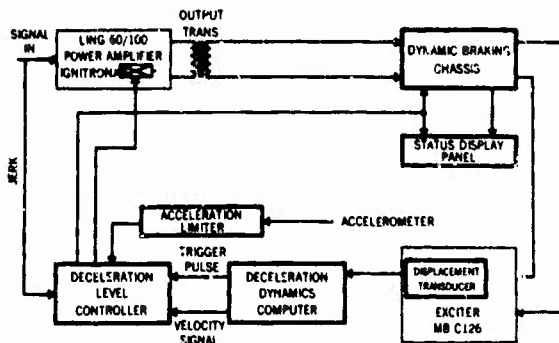 SIGNAL
IN
LING 60/100
POWER AMPLIFIER
IGNITRON
OUTPUT
TRANS
DYNAMIC BRAKING
CHASSIS
STATUS DISPLAY
PANEL
JERK
ACCELERATION
LIMITER
ACCELEROMETER
TRIGGER
PULSE
DECELERATION
LEVEL
CONTROLLER
DECELERATION
DYNAMICS
COMPUTER
VELOCITY
SIGNAL
DISPLACEMENT
TRANSDUCER
EXCITER
MB C126